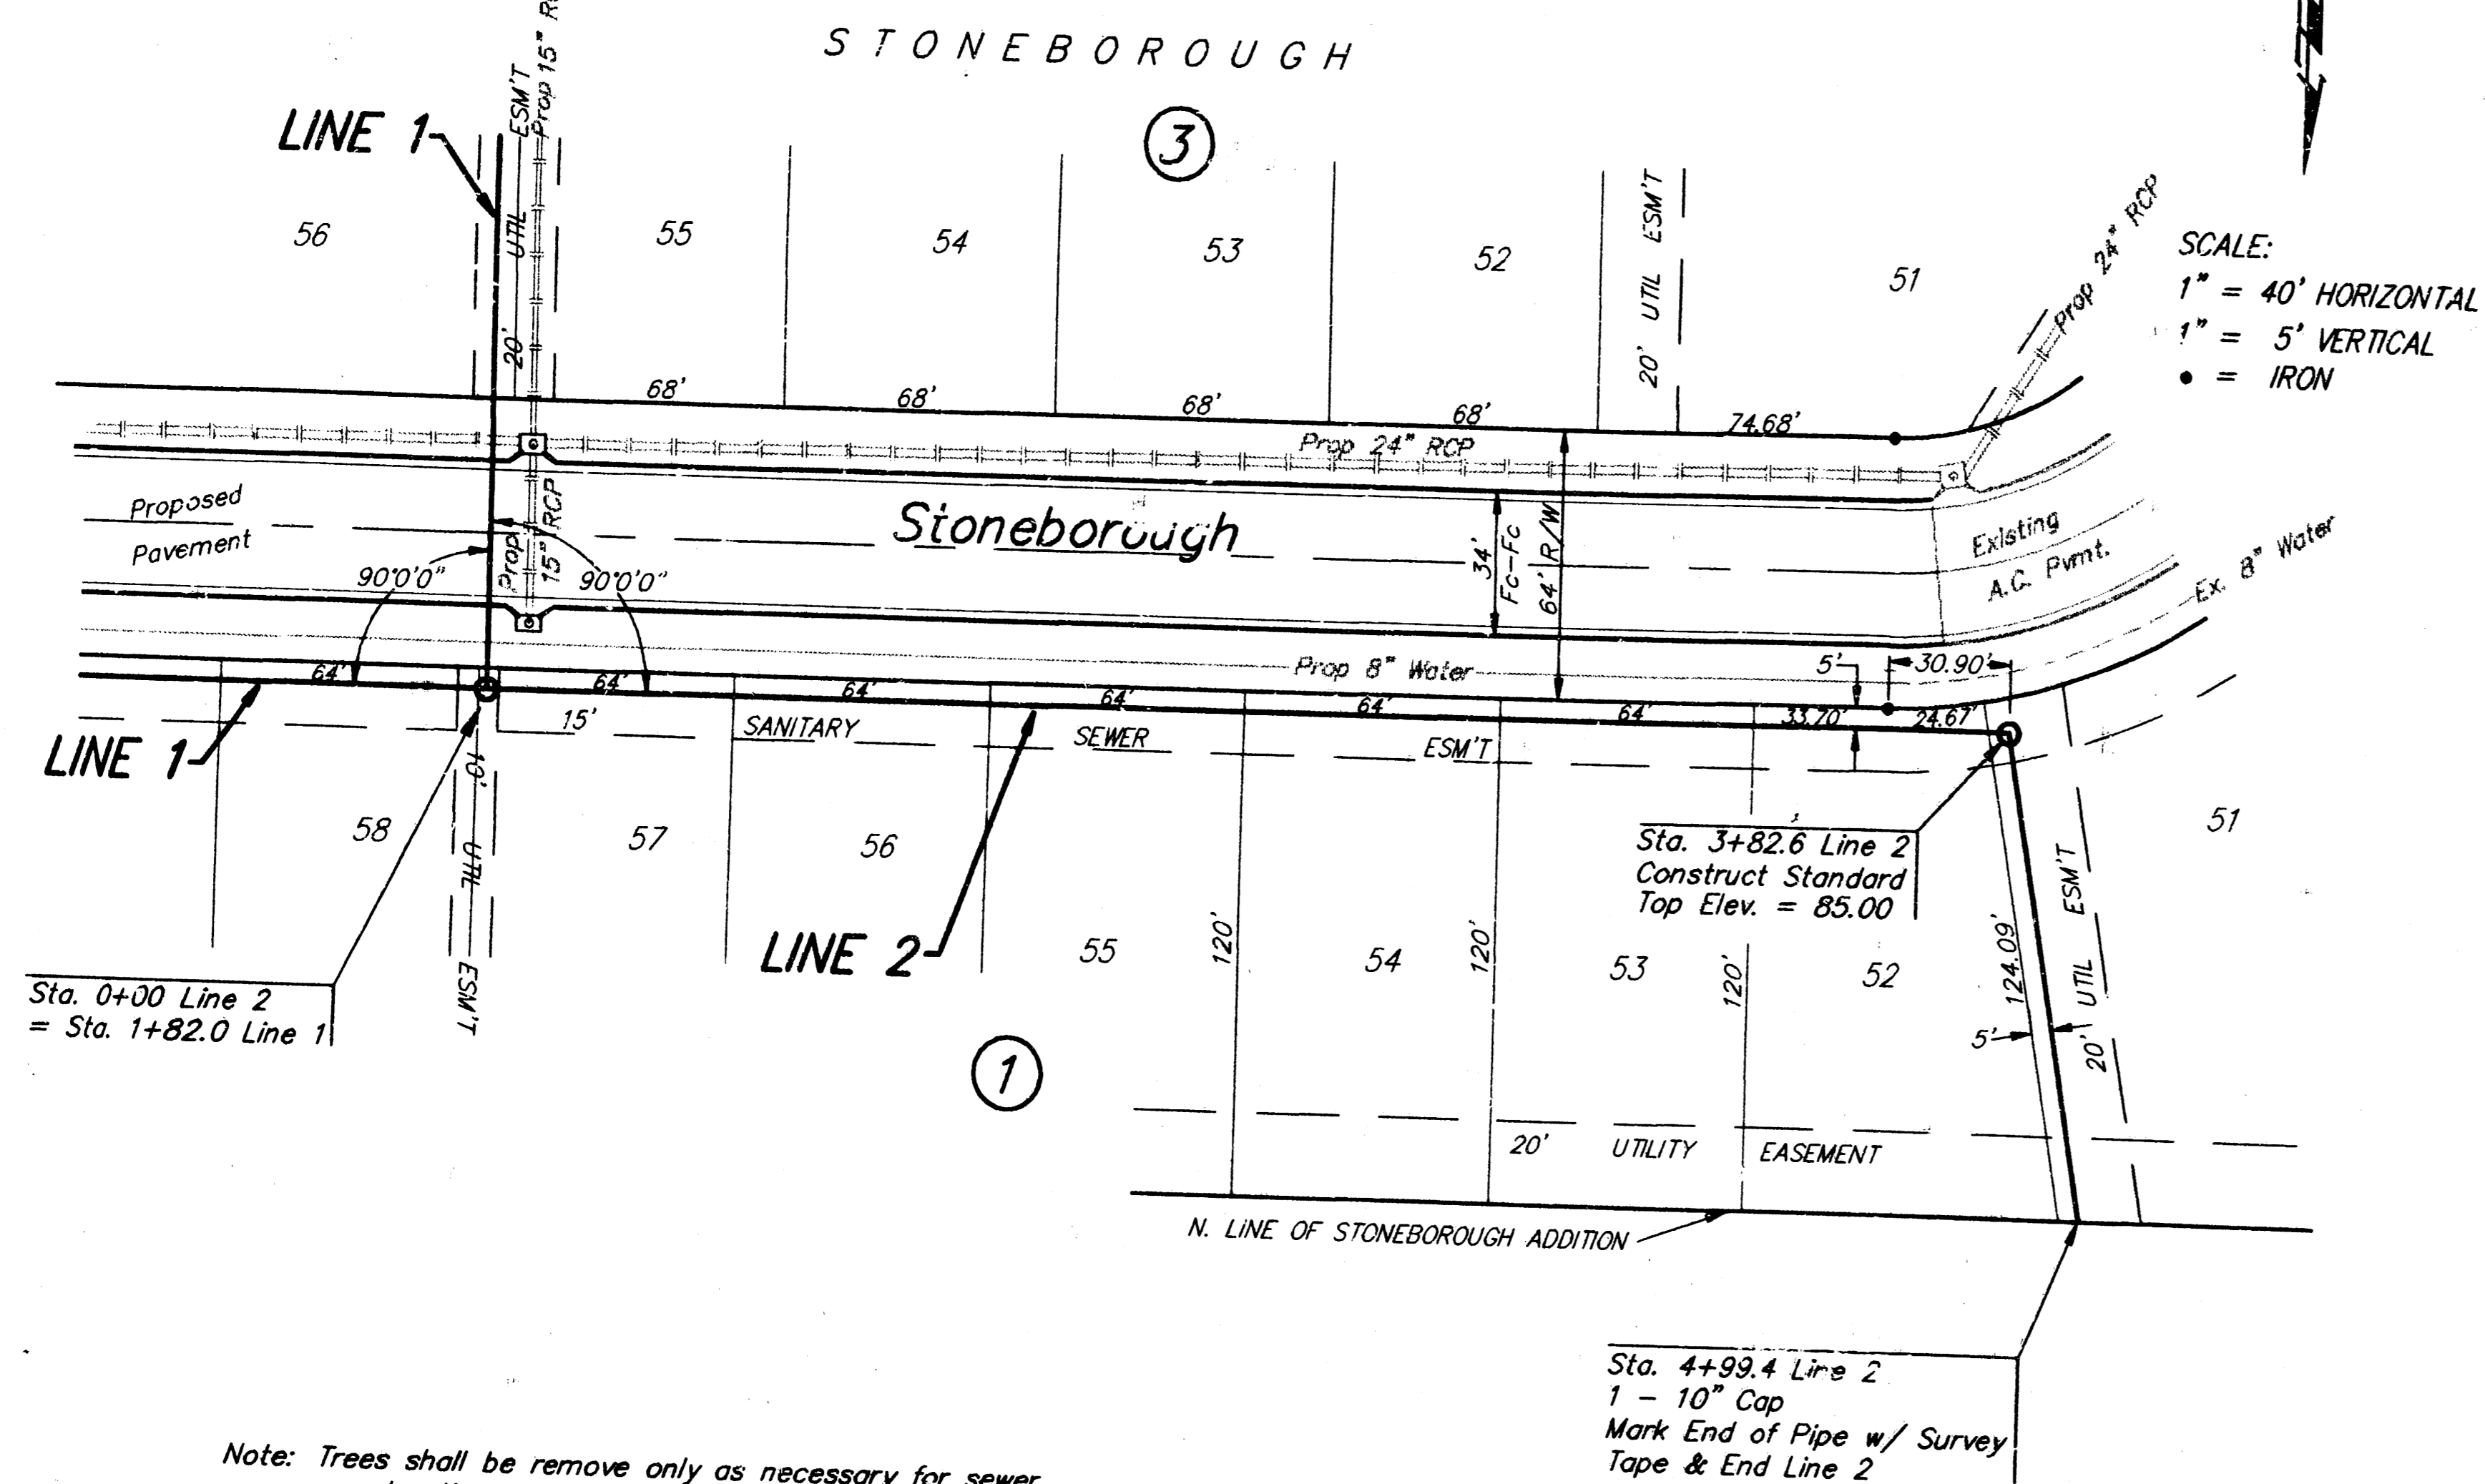 STONEBOROUGH
LINE 1
3
20' UTIL ESM'T
Prop 15" R
56
55
54
53
52
20' UTIL ESM'T
51
Prop 24" RCP
SCALE:
1" = 40' HORIZONTAL
1" = 5' VERTICAL
● = IRON
68'
68'
68'
68'
74.68'
Prop 24" RCP
Proposed
Pavement
Prop 15" RCP
Stoneborough
34' Fc-Fc
64' R/W
Existing
A.C. Pvmt.
Ex. 8" Water
90°0'0"
90°0'0"
Prop 8" Water
5'
30.90'
64'
64'
64'
64'
64'
64'
33.70'
24.67'
15' SANITARY SEWER ESM'T
LINE 1
10' UTIL ESM'T
58
57
56
LINE 2
55
120'
54
120'
53
120'
52
51
Sta. 3+82.6 Line 2
Construct Standard
Top Elev. = 85.00
124.09'
5'
20' UTIL ESM'T
Sta. 0+00 Line 2
= Sta. 1+82.0 Line 1
1
20' UTILITY EASEMENT
N. LINE OF STONEBOROUGH ADDITION
Sta. 4+99.4 Line 2
1 - 10" Cap
Mark End of Pipe w/ Survey
Tape & End Line 2
Note: Trees shall be remove only as necessary for sewer